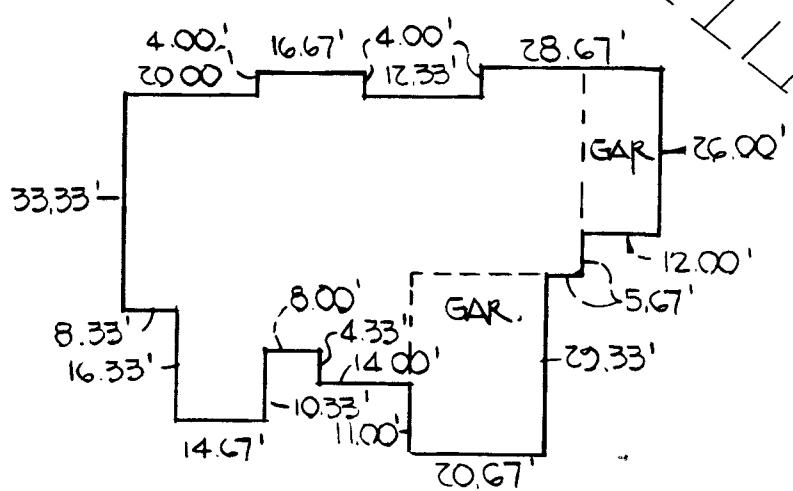 4.00' 16.67' 4.00' 28.67'
20.00 12.33'
GAR. 26.00'
33.33'
12.00'
8.00' GAR. 5.67'
8.33' 4.33'
16.33' 14.00' 29.33'
10.33'
14.67' 11.00'
20.67'